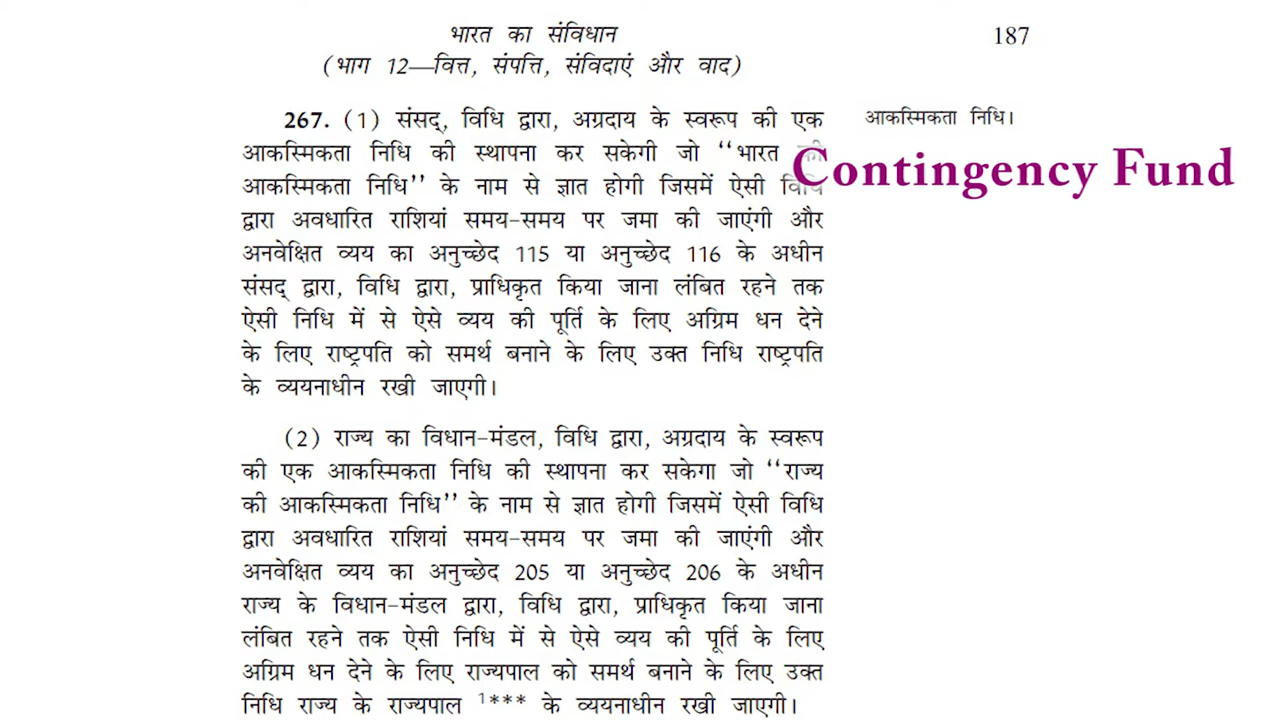 भारत का संविधान
187
(भाग 12—वित्त, संपत्ति, संविदाएं और वाद)
267. (1) संसद्, विधि द्वारा, अग्रदाय के स्वरूप की एक
आकस्मिकता निधि।
आकस्मिकता निधि की स्थापना कर सकेगी जो ‘‘भारत की
Contingency Fund
आकस्मिकता निधि’’ के नाम से ज्ञात होगी जिसमें ऐसी विधि
द्वारा अवधारित राशियां समय-समय पर जमा की जाएंगी और
अनवेक्षित व्यय का अनुच्छेद 115 या अनुच्छेद 116 के अधीन
संसद् द्वारा, विधि द्वारा, प्राधिकृत किया जाना लंबित रहने तक
ऐसी निधि में से ऐसे व्यय की पूर्ति के लिए अग्रिम धन देने
के लिए राष्ट्रपति को समर्थ बनाने के लिए उक्त निधि राष्ट्रपति
के व्ययनाधीन रखी जाएगी।
(2) राज्य का विधान-मंडल, विधि द्वारा, अग्रदाय के स्वरूप
की एक आकस्मिकता निधि की स्थापना कर सकेगा जो ‘‘राज्य
की आकस्मिकता निधि’’ के नाम से ज्ञात होगी जिसमें ऐसी विधि
द्वारा अवधारित राशियां समय-समय पर जमा की जाएंगी और
अनवेक्षित व्यय का अनुच्छेद 205 या अनुच्छेद 206 के अधीन
राज्य के विधान-मंडल द्वारा, विधि द्वारा, प्राधिकृत किया जाना
लंबित रहने तक ऐसी निधि में से ऐसे व्यय की पूर्ति के लिए
अग्रिम धन देने के लिए राज्यपाल को समर्थ बनाने के लिए उक्त
निधि राज्य के राज्यपाल 1*** के व्ययनाधीन रखी जाएगी।